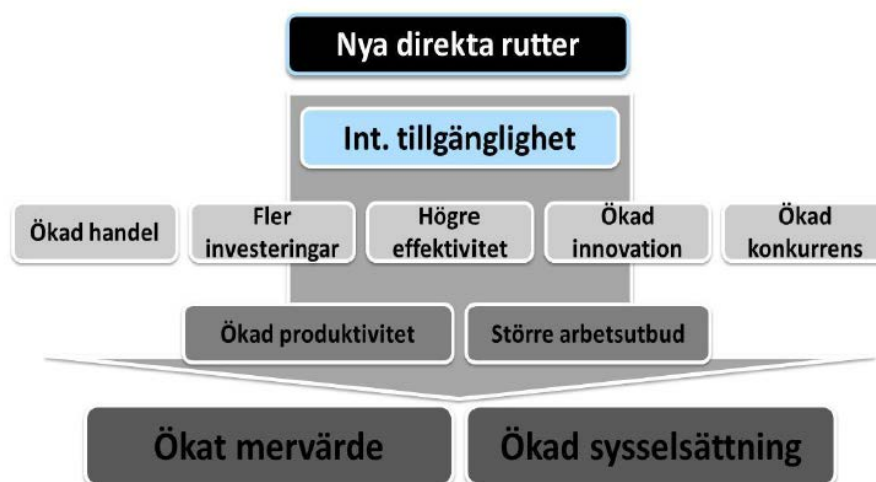 Nya direkta rutter
Int. tillgänglighet
Ökad handel
Fler
investeringar
Högre
effektivitet
Ökad
innovation
Ökad
konkurrens
Ökad produktivitet
Större arbetsutbud
Ökat mervärde
Ökad sysselsättning